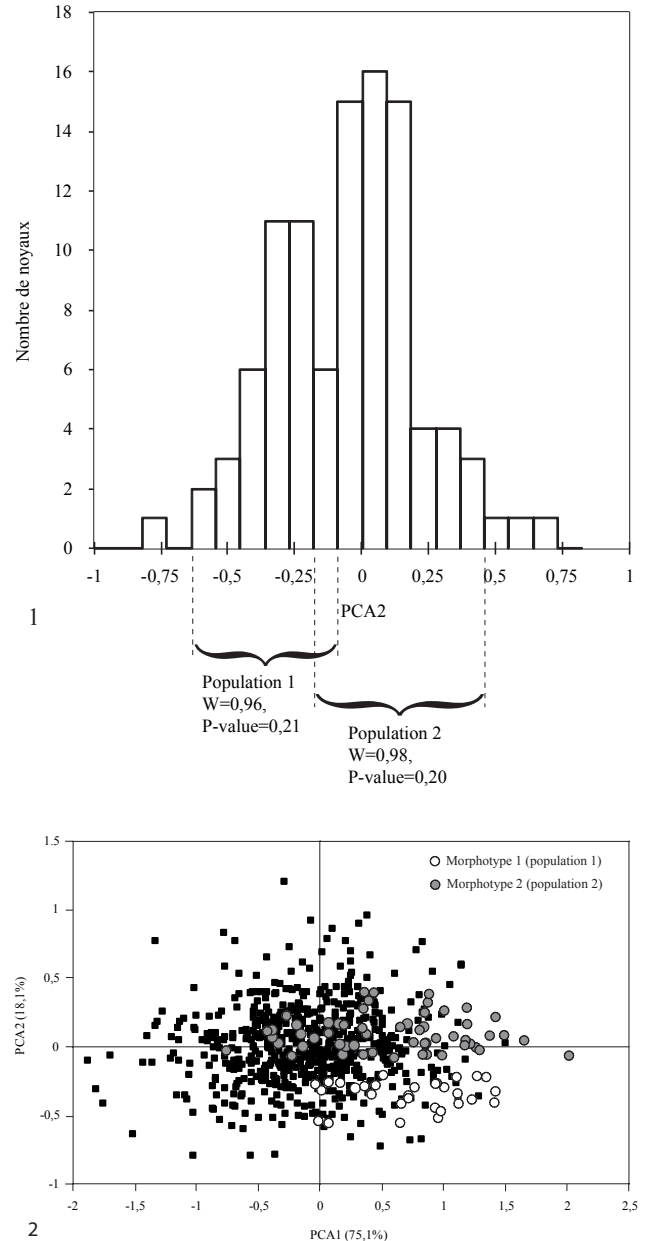 18
16
14
12
10
8
6
4
2
0
Nombre de noyaux
-1 -0,75 -0,5 -0,25 0 0,25 0,5 0,75 1
PCA2
1
Population 1
W=0,96,
P-value=0,21
Population 2
W=0,98,
P-value=0,20
1.5
1
0,5
0
-0,5
-1
PCA2 (18,1%)
Morphotype 1 (population 1)
Morphotype 2 (population 2)
-2 -1,5 -1 -0,5 0 0,5 1 1,5 2 2,5
PCA1 (75,1%)
2